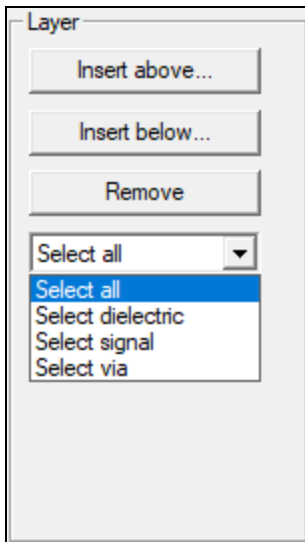 Layer
Insert above...
Insert below...
Remove
Select all
Select all
Select dielectric
Select signal
Select via